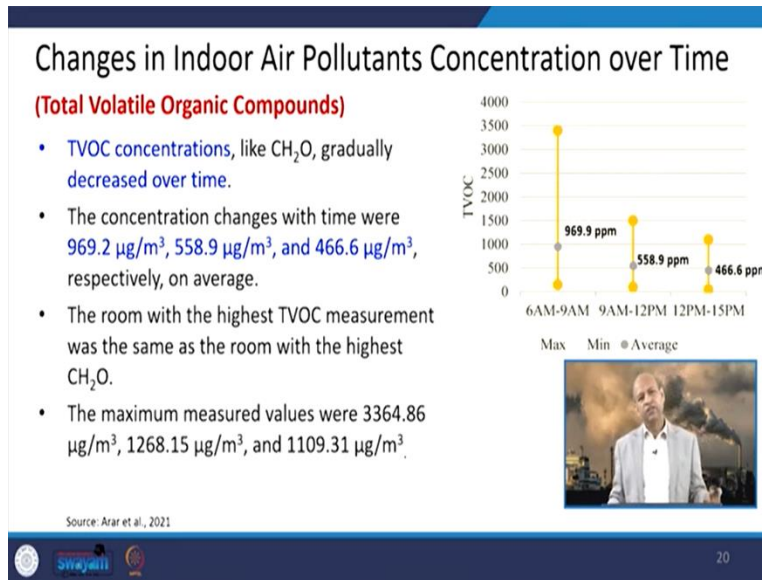 Changes in Indoor Air Pollutants Concentration over Time
(Total Volatile Organic Compounds)
• TVOC concentrations, like CH₂O, gradually
decreased over time.
• The concentration changes with time were
969.2 µg/m³, 558.9 µg/m³, and 466.6 µg/m³,
respectively, on average.
• The room with the highest TVOC measurement
was the same as the room with the highest
CH₂O.
• The maximum measured values were 3364.86
µg/m³, 1268.15 µg/m³, and 1109.31 µg/m³.
Source: Arar et al., 2021
TVOC
4000
3500
3000
2500
2000
1500
1000
500
0
969.9 ppm
558.9 ppm
466.6 ppm
6AM-9AM 9AM-12PM 12PM-15PM
Max Min Average
swayam
20